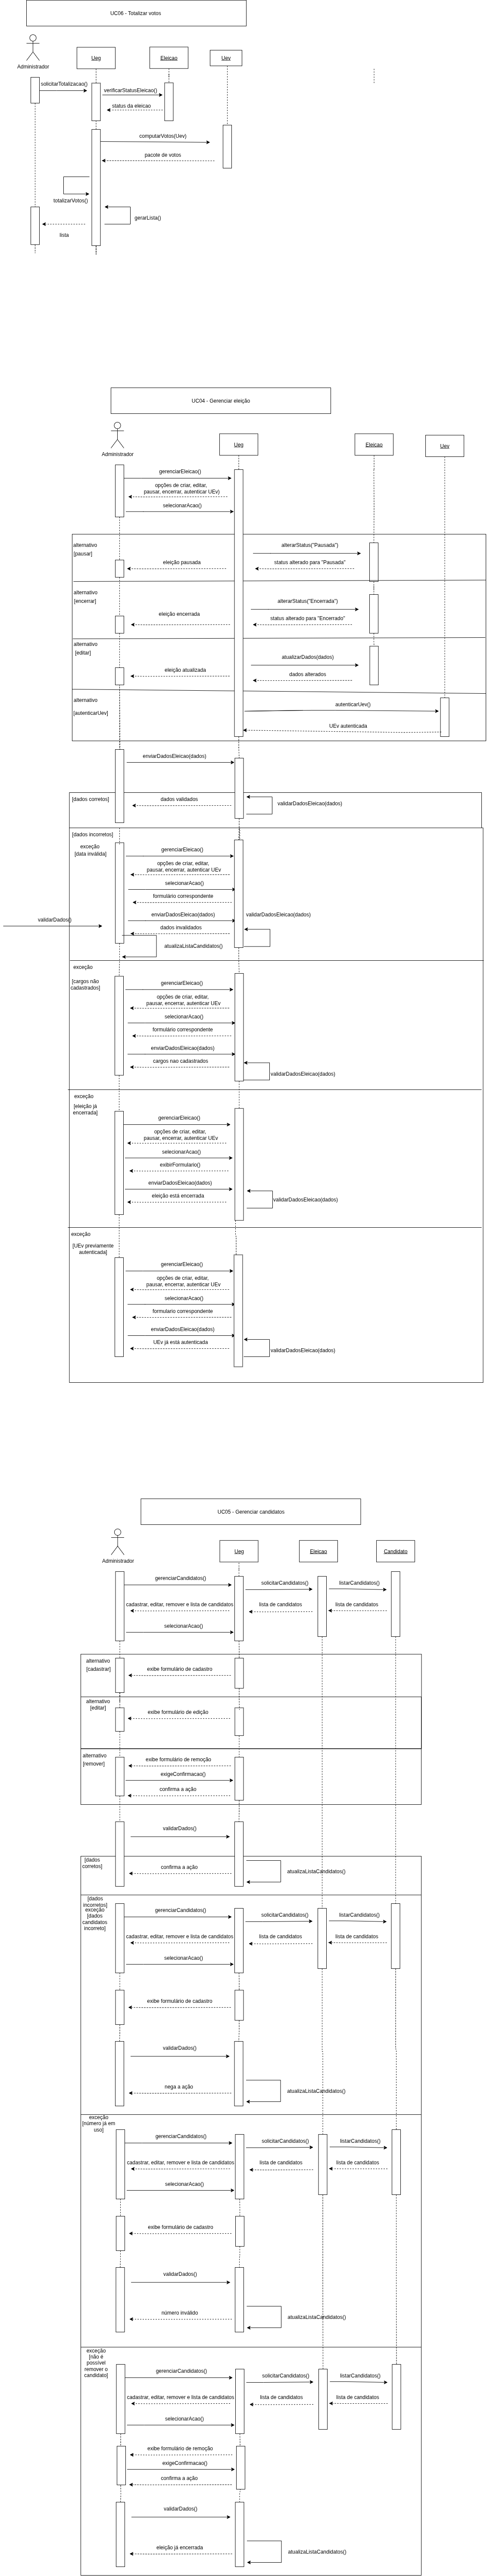 UC06 - Totalizar votos
Administrador
Ueg
Eleicao
Uev
solicitarTotalizacao()
verificarStatusEleicao()
status da eleicao
computarVotos(Uev)
pacote de votos
totalizarVotos()
gerarLista()
lista
UC04 - Gerenciar eleição
Administrador
Ueg
Eleicao
Uev
gerenciarEleicao()
opções de criar, editar,
pausar, encerrar, autenticar UEv)
selecionarAcao()
alternativo
[pausar]
alterarStatus("Pausada")
eleição pausada
status alterado para "Pausada"
alternativo
[encerrar]
alterarStatus("Encerrada")
eleição encerrada
status alterado para "Encerrado"
alternativo
[editar]
atualizarDados(dados)
eleição atualizada
dados alterados
alternativo
[autenticarUev]
autenticarUev()
UEv autenticada
enviarDadosEleicao(dados)
[dados corretos]
dados validados
validarDadosEleicao(dados)
[dados incorretos]
exceção
[data inválida]
gerenciarEleicao()
opções de criar, editar,
pausar, encerrar, autenticar UEv
selecionarAcao()
formulário correspondente
enviarDadosEleicao(dados)
validarDadosEleicao(dados)
validarDados()
dados invalidados
atualizaListaCandidatos()
exceção
[cargos não
cadastrados]
gerenciarEleicao()
opções de criar, editar,
pausar, encerrar, autenticar UEv
selecionarAcao()
formulário correspondente
enviarDadosEleicao(dados)
cargos nao cadastrados
validarDadosEleicao(dados)
exceção
[eleição já
encerrada]
gerenciarEleicao()
opções de criar, editar,
pausar, encerrar, autenticar UEv
selecionarAcao()
exibirFormulario()
enviarDadosEleicao(dados)
eleição está encerrada
validarDadosEleicao(dados)
exceção
[UEv previamente
autenticada]
gerenciarEleicao()
opções de criar, editar,
pausar, encerrar, autenticar UEv
selecionarAcao()
formulario correspondente
enviarDadosEleicao(dados)
UEv já está autenticada
validarDadosEleicao(dados)
UC05 - Gerenciar candidatos
Administrador
Ueg
Eleicao
Candidato
gerenciarCandidatos()
solicitarCandidatos()
listarCandidatos()
cadastrar, editar, remover e lista de candidatos
lista de candidatos
lista de candidatos
selecionarAcao()
alternativo
[cadastrar]
exibe formulário de cadastro
alternativo
[editar]
exibe formulário de edição
alternativo
[remover]
exibe formulário de remoção
exigeConfirmacao()
confirma a ação
validarDados()
[dados
corretos]
confirma a ação
atualizaListaCandidatos()
[dados
incorretos]
exceção
[dados
candidatos
incorreto]
gerenciarCandidatos()
solicitarCandidatos()
listarCandidatos()
cadastrar, editar, remover e lista de candidatos
lista de candidatos
lista de candidatos
selecionarAcao()
exibe formulário de cadastro
validarDados()
nega a ação
atualizaListaCandidatos()
exceção
[número já em
uso]
gerenciarCandidatos()
solicitarCandidatos()
listarCandidatos()
cadastrar, editar, remover e lista de candidatos
lista de candidatos
lista de candidatos
selecionarAcao()
exibe formulário de cadastro
validarDados()
número inválido
atualizaListaCandidatos()
exceção
[não é
possível
remover o
candidato]
gerenciarCandidatos()
solicitarCandidatos()
listarCandidatos()
cadastrar, editar, remover e lista de candidatos
lista de candidatos
lista de candidatos
selecionarAcao()
exibe formulário de remoção
exigeConfirmacao()
confirma a ação
validarDados()
eleição já encerrada
atualizaListaCandidatos()